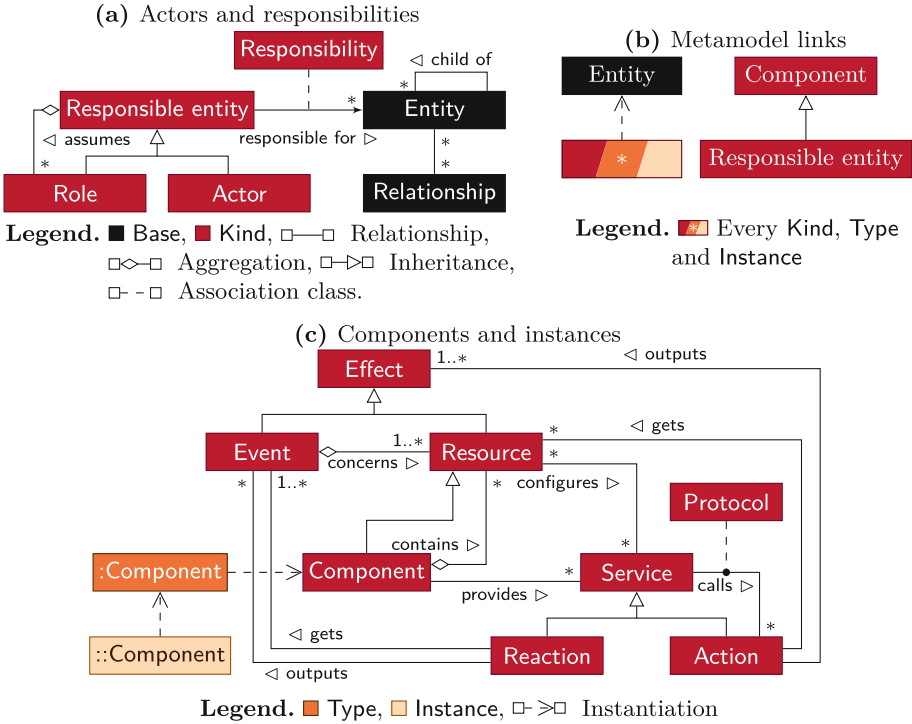 (a) Actors and responsibilities
Responsibility
◁ child of
*
Responsible entity
*
Entity
◁ assumes
responsible for ▷
*
*
*
Role
Actor
Relationship
Legend. Base, Kind, Relationship,
Aggregation, Inheritance,
Association class.
(b) Metamodel links
Entity
Component
*
Responsible entity
Legend. * Every Kind, Type
and Instance
(c) Components and instances
Effect
1..*
◁ outputs
Event
1..*
concerns ▷
Resource
*
◁ gets
*
*
1..*
*
configures ▷
Protocol
contains ▷
*
:Component
Component
*
Service
provides ▷
calls ▷
*
::Component
◁ gets
Reaction
Action
◁ outputs
Legend. Type, Instance, Instantiation